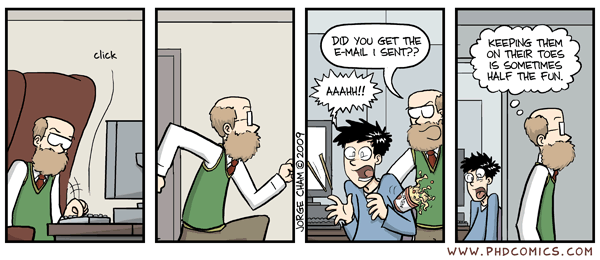 click
DID YOU GET THE
E-MAIL I SENT??
AAAHH!!
JORGE CHAM © 2009
KEEPING THEM
ON THEIR TOES
IS SOMETIMES
HALF THE FUN.
WWW.PHDCOMICS.COM